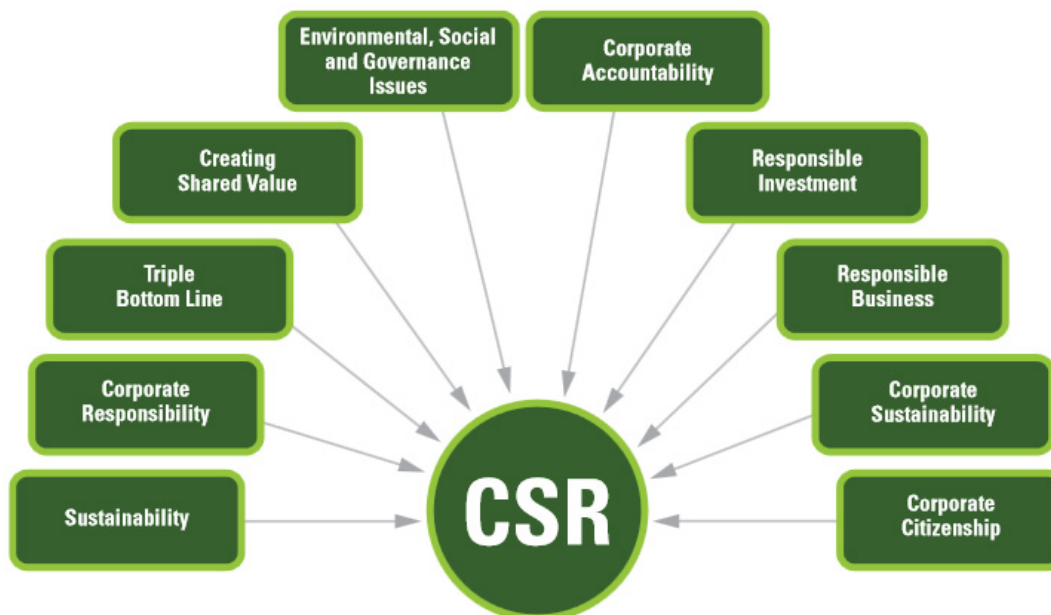 Environmental, Social
and Governance
Issues
Corporate
Accountability
Creating
Shared Value
Responsible
Investment
Triple
Bottom Line
Responsible
Business
Corporate
Responsibility
Corporate
Sustainability
Sustainability
Corporate
Citizenship
CSR